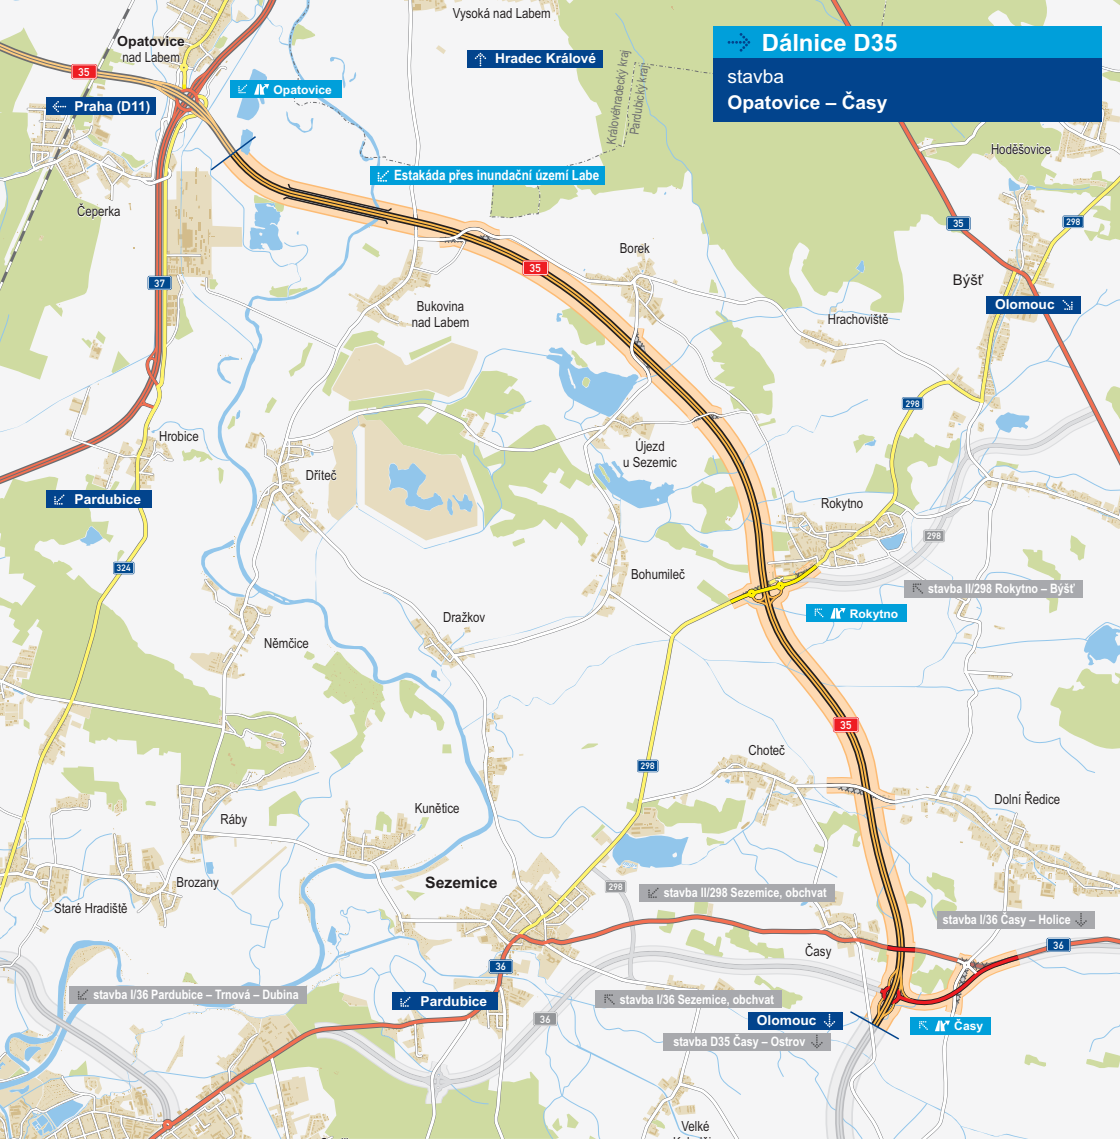 Vysoká nad Labem
Opatovice
nad Labem
Hradec Králové
Dálnice D35
stavba
Opatovice – Časy
35
Praha (D11)
Opatovice
Královéhradecký kraj
Pardubický kraj
Hoděšovice
Estakáda přes inundační území Labe
Čeperka
35
298
Borek
35
Býšť
37
Olomouc
Bukovina
nad Labem
Hrachoviště
298
Hrobice
Újezd
u Sezemic
Dříteč
Pardubice
Rokytno
298
324
Bohumileč
stavba II/298 Rokytno – Býšť
Rokytno
Dražkov
Němčice
35
Choteč
298
Dolní Ředice
Kunětice
Ráby
Brozany
Sezemice
298
stavba II/298 Sezemice, obchvat
Staré Hradiště
stavba I/36 Časy – Holice
Časy
36
36
stavba I/36 Pardubice – Trnová – Dubina
Pardubice
stavba I/36 Sezemice, obchvat
36
Olomouc
Časy
stavba D35 Časy – Ostrov
Velké